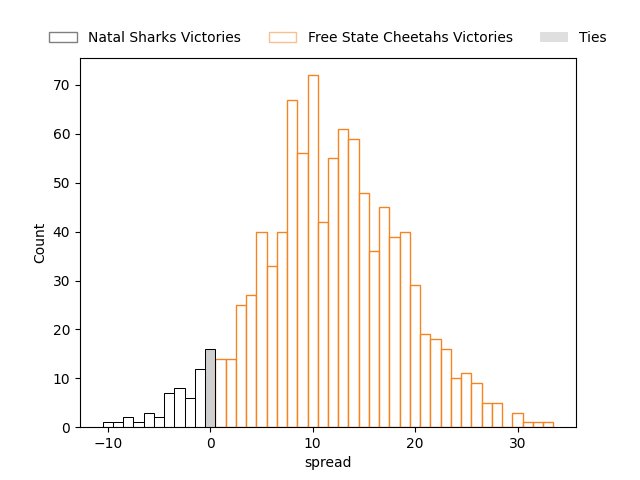 Natal Sharks Victories Free State Cheetahs Victories Ties
70
60
50
40
30
20
10
0
Count
−10 0 10 20 30
spread